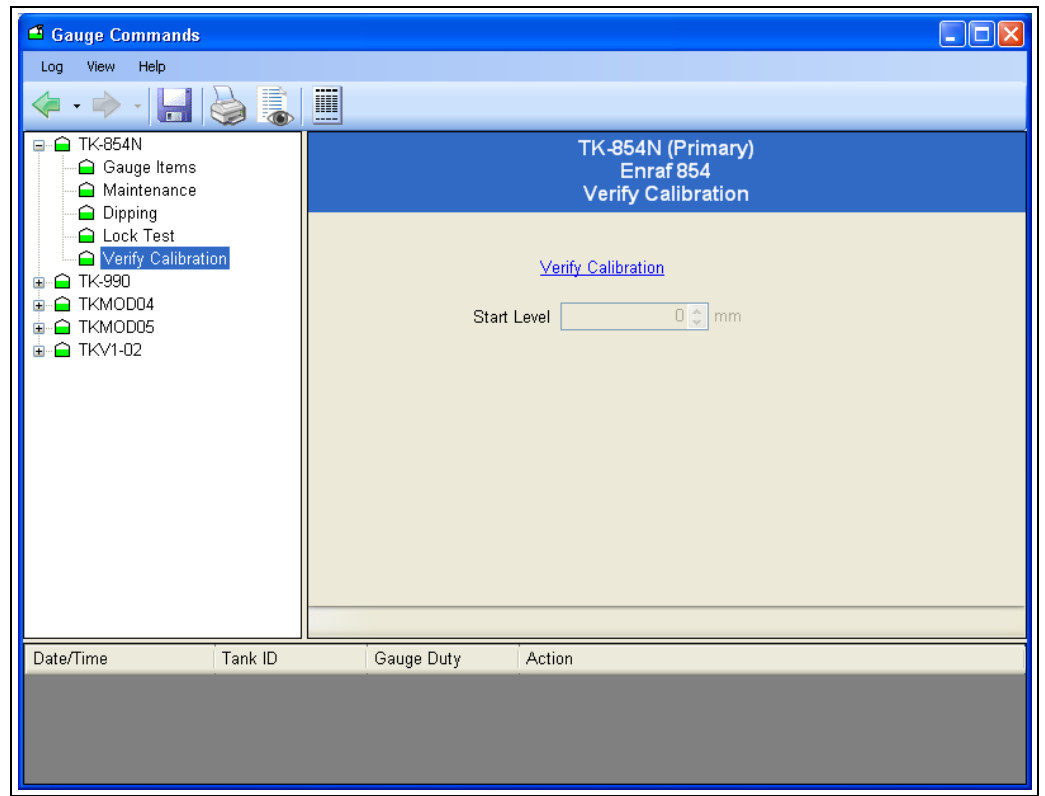 Gauge Commands
Log View Help
TK-854N
Gauge Items
Maintenance
Dipping
Lock Test
Verify Calibration
TK-990
TKMOD04
TKMOD05
TKV1-02
TK-854N (Primary)
Enraf 854
Verify Calibration
Verify Calibration
Start Level 0 mm
Date/Time Tank ID Gauge Duty Action